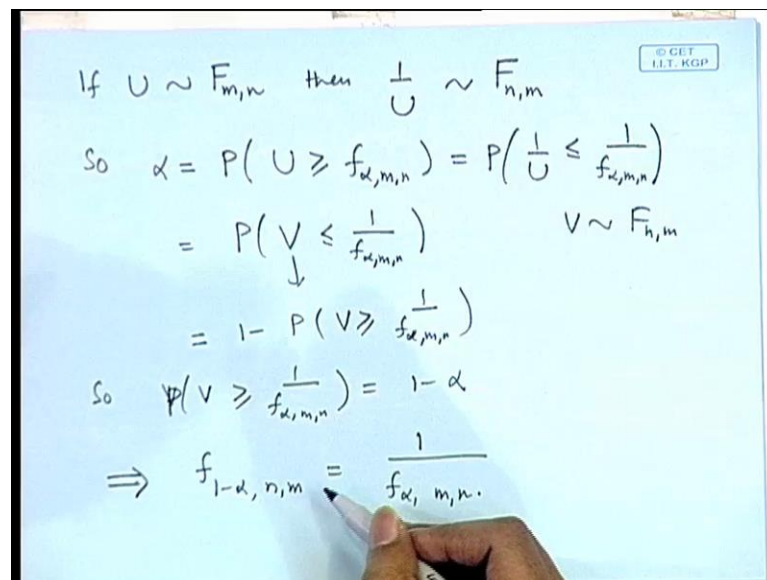 © CET
I.I.T. KGP
If U ~ F_{m,n} then 1/U ~ F_{n,m}
So α = P( U ≥ f_{α,m,n} ) = P( 1/U ≤ 1/f_{α,m,n} )
= P( V ≤ 1/f_{α,m,n} ) V ~ F_{n,m}
↓
= 1 - P( V ≥ 1/f_{α,m,n} )
So P( V ≥ 1/f_{α,m,n} ) = 1 - α
⇒ f_{1-α, n,m} = 1/f_{α, m,n}.